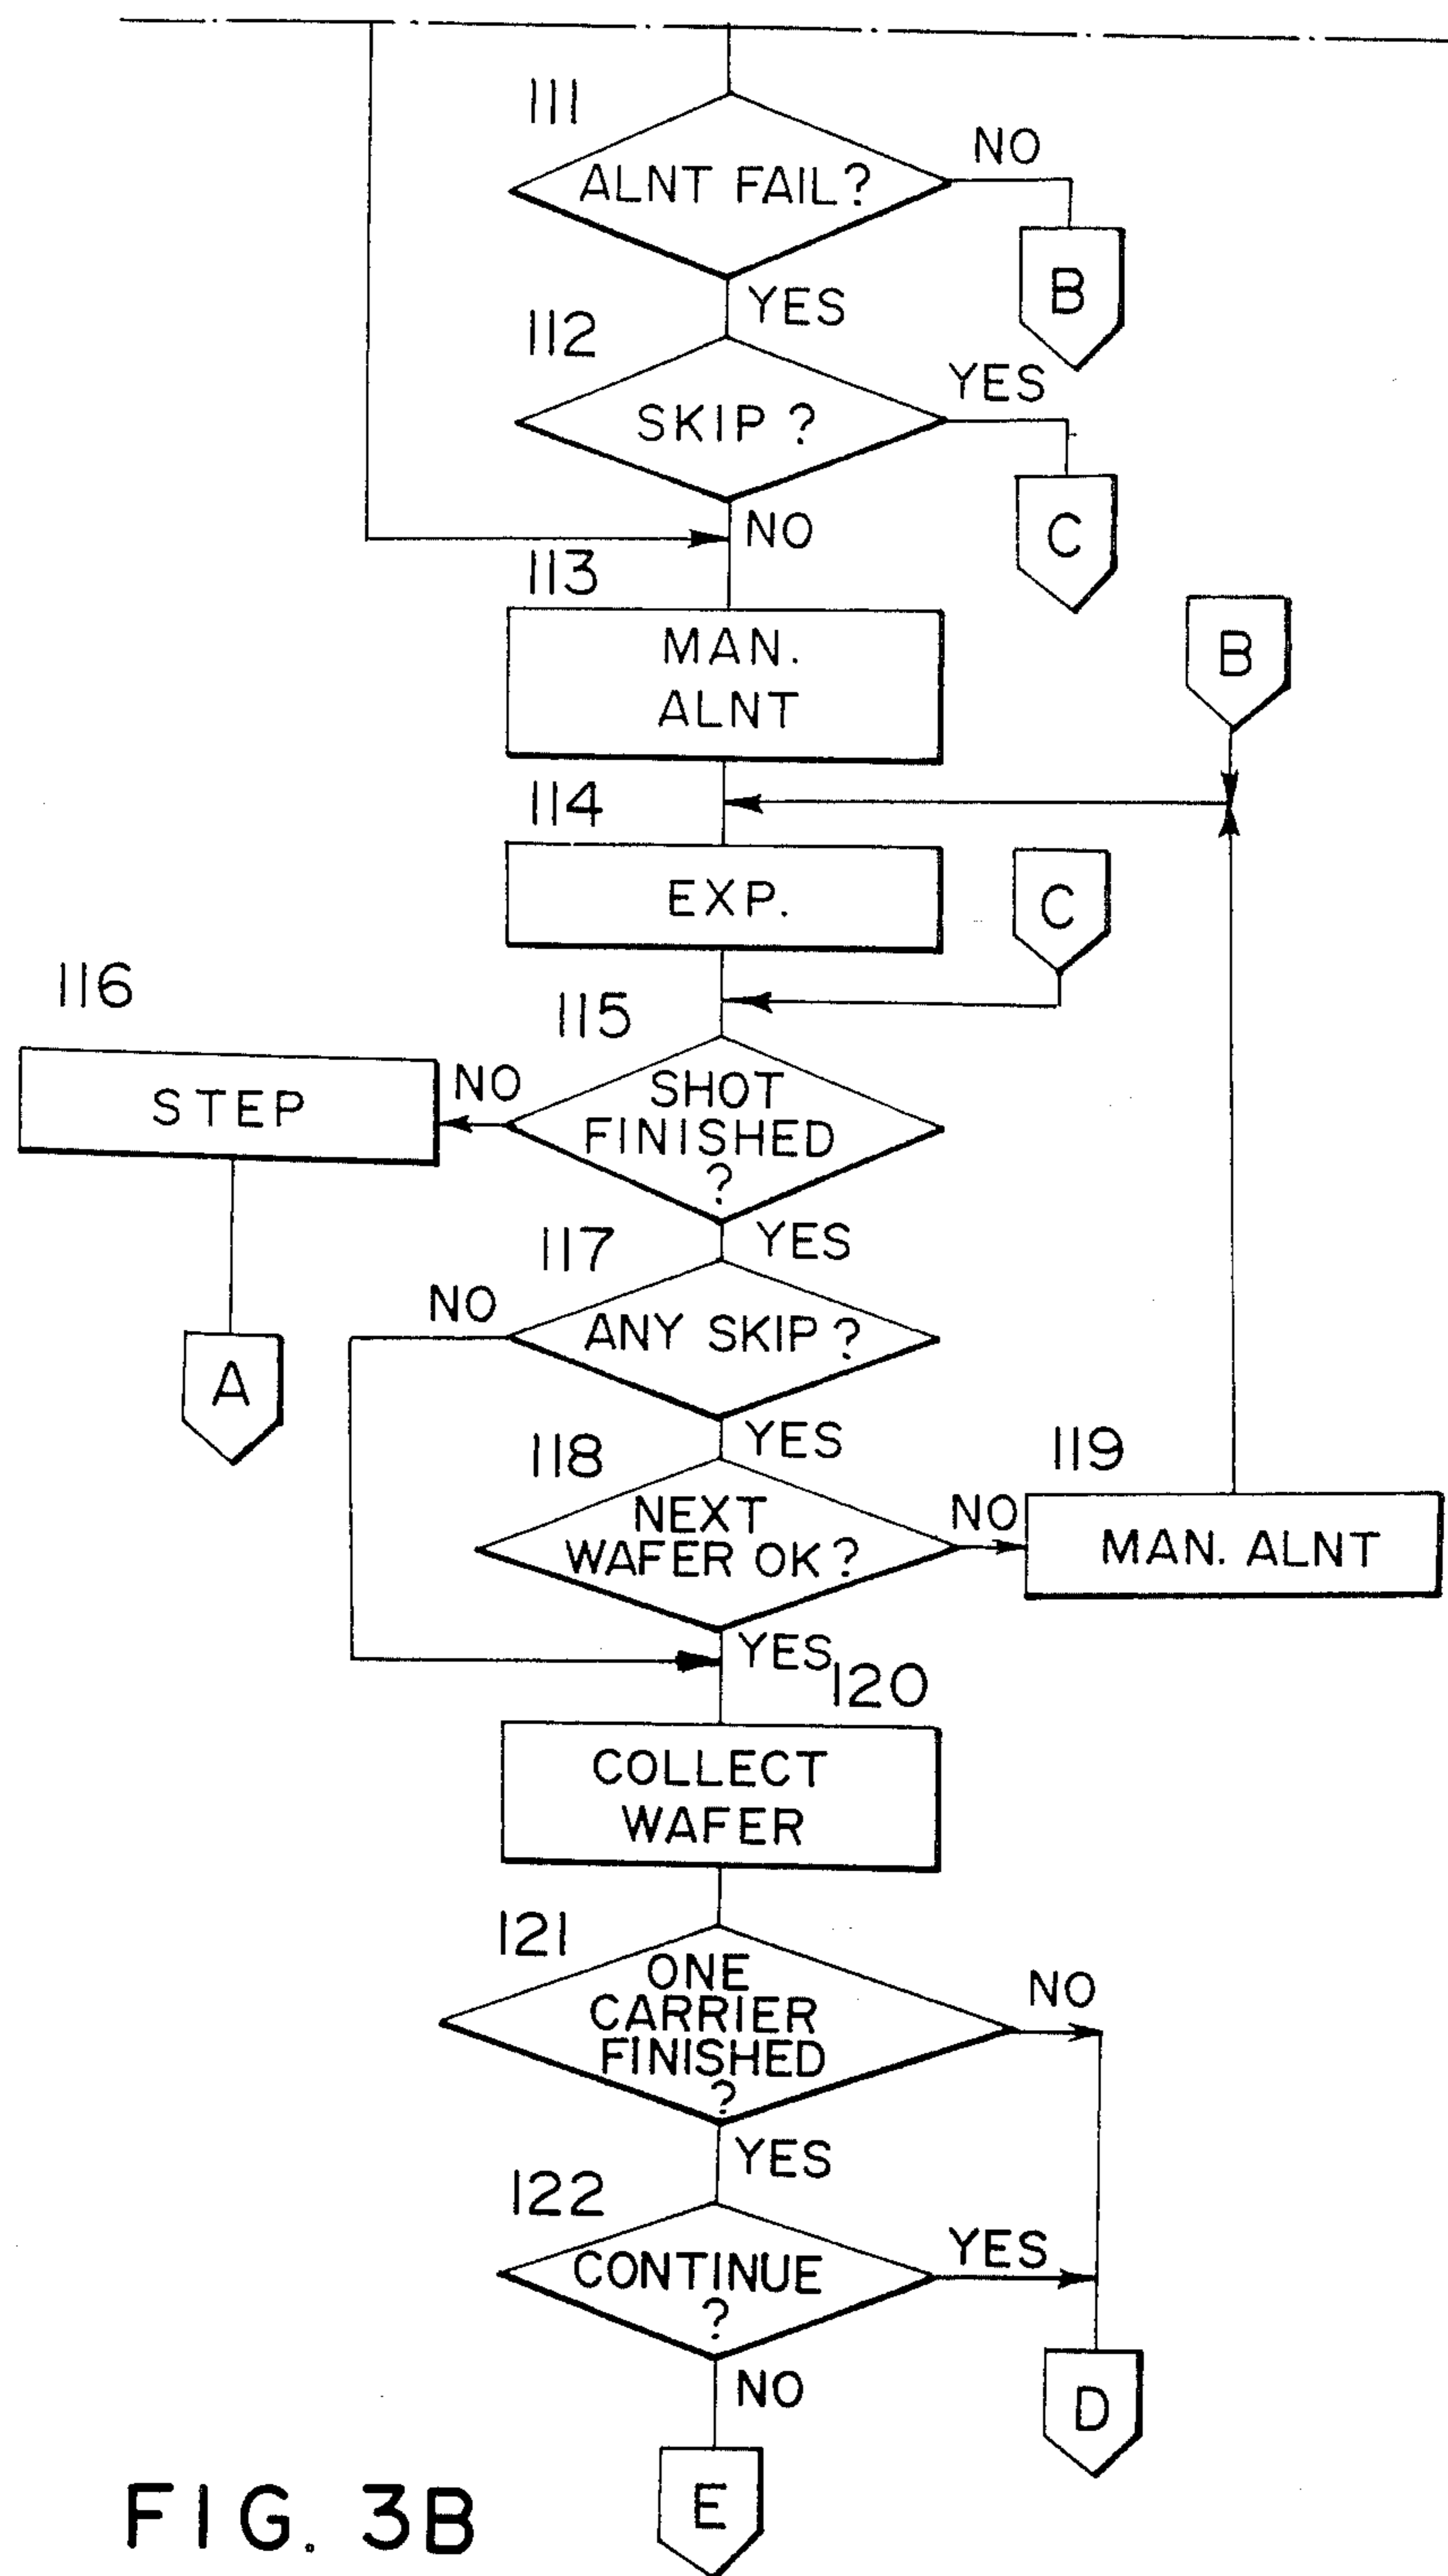 111
ALNT FAIL?
NO
B
YES
112
SKIP ?
YES
C
NO
113
MAN.
ALNT
B
114
EXP.
C
115
116
SHOT
FINISHED
?
NO
STEP
YES
A
117
ANY SKIP ?
NO
YES
118
NEXT
WAFER OK ?
NO
119
MAN. ALNT
YES
120
COLLECT
WAFER
121
ONE
CARRIER
FINISHED
?
NO
YES
122
CONTINUE
?
YES
NO
D
E
FIG. 3B